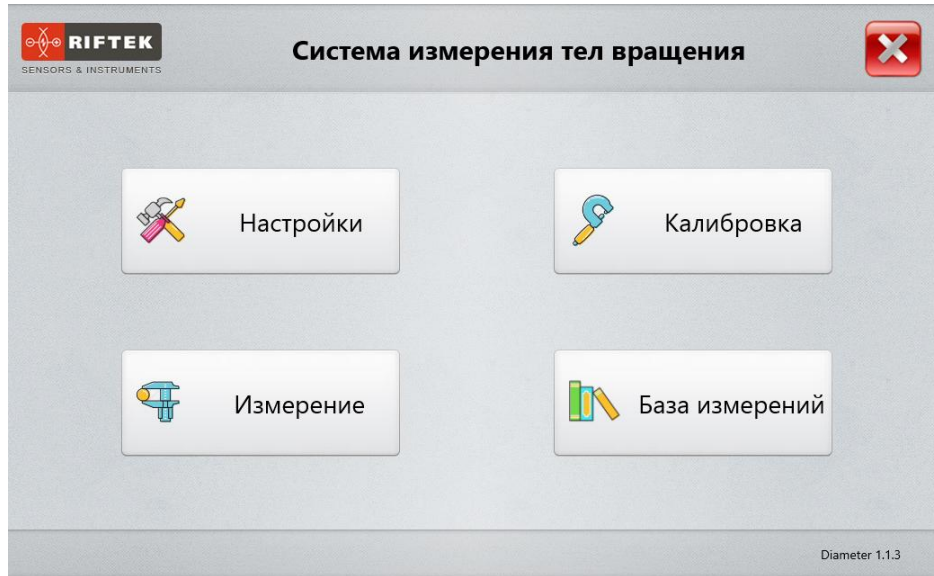 RIFTEK
SENSORS & INSTRUMENTS
Система измерения тел вращения
Настройки
Калибровка
Измерение
База измерений
Diameter 1.1.3